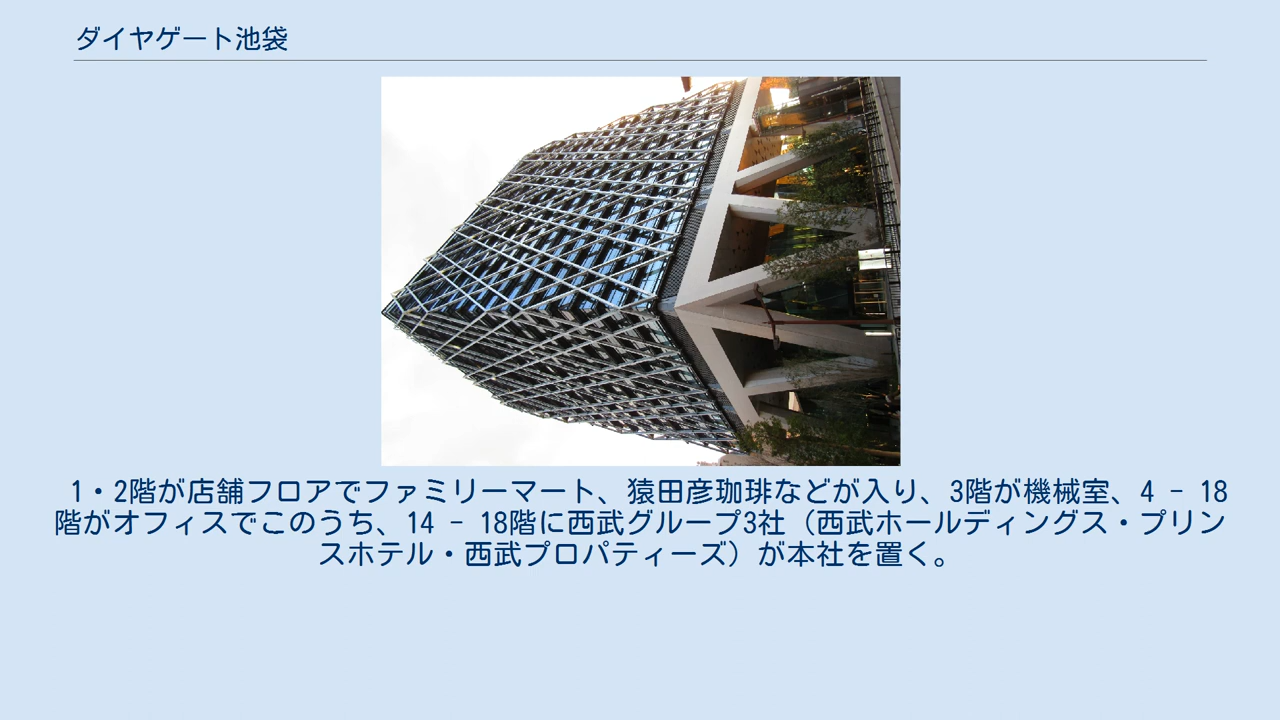 ダイヤゲート池袋
1・2階が店舗フロアでファミリーマート、猿田彦珈琲などが入り、3階が機械室、4 - 18
階がオフィスでこのうち、14 - 18階に西武グループ3社（西武ホールディングス・プリン
スホテル・西武プロパティーズ）が本社を置く。